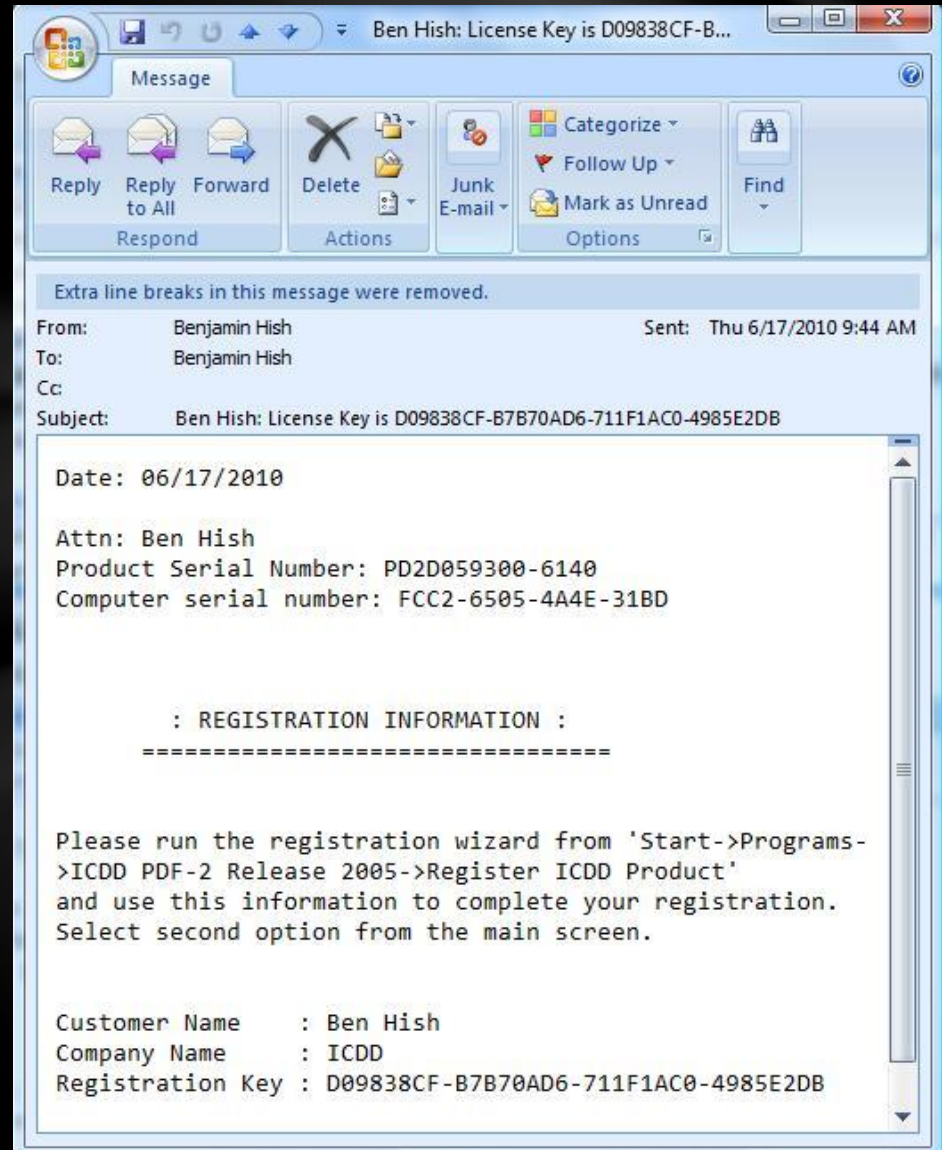 Ben Hish: License Key is D09838CF-B...
Message
Reply
Reply to All
Forward
Delete
Junk E-mail
Categorize
Follow Up
Mark as Unread
Find
Respond
Actions
Options
Extra line breaks in this message were removed.
From: Benjamin Hish Sent: Thu 6/17/2010 9:44 AM
To: Benjamin Hish
Cc:
Subject: Ben Hish: License Key is D09838CF-B7B70AD6-711F1AC0-4985E2DB
Date: 06/17/2010
Attn: Ben Hish
Product Serial Number: PD2D059300-6140
Computer serial number: FCC2-6505-4A4E-31BD
: REGISTRATION INFORMATION :
=================================
Please run the registration wizard from 'Start->Programs-
>ICDD PDF-2 Release 2005->Register ICDD Product'
and use this information to complete your registration.
Select second option from the main screen.
Customer Name : Ben Hish
Company Name : ICDD
Registration Key : D09838CF-B7B70AD6-711F1AC0-4985E2DB